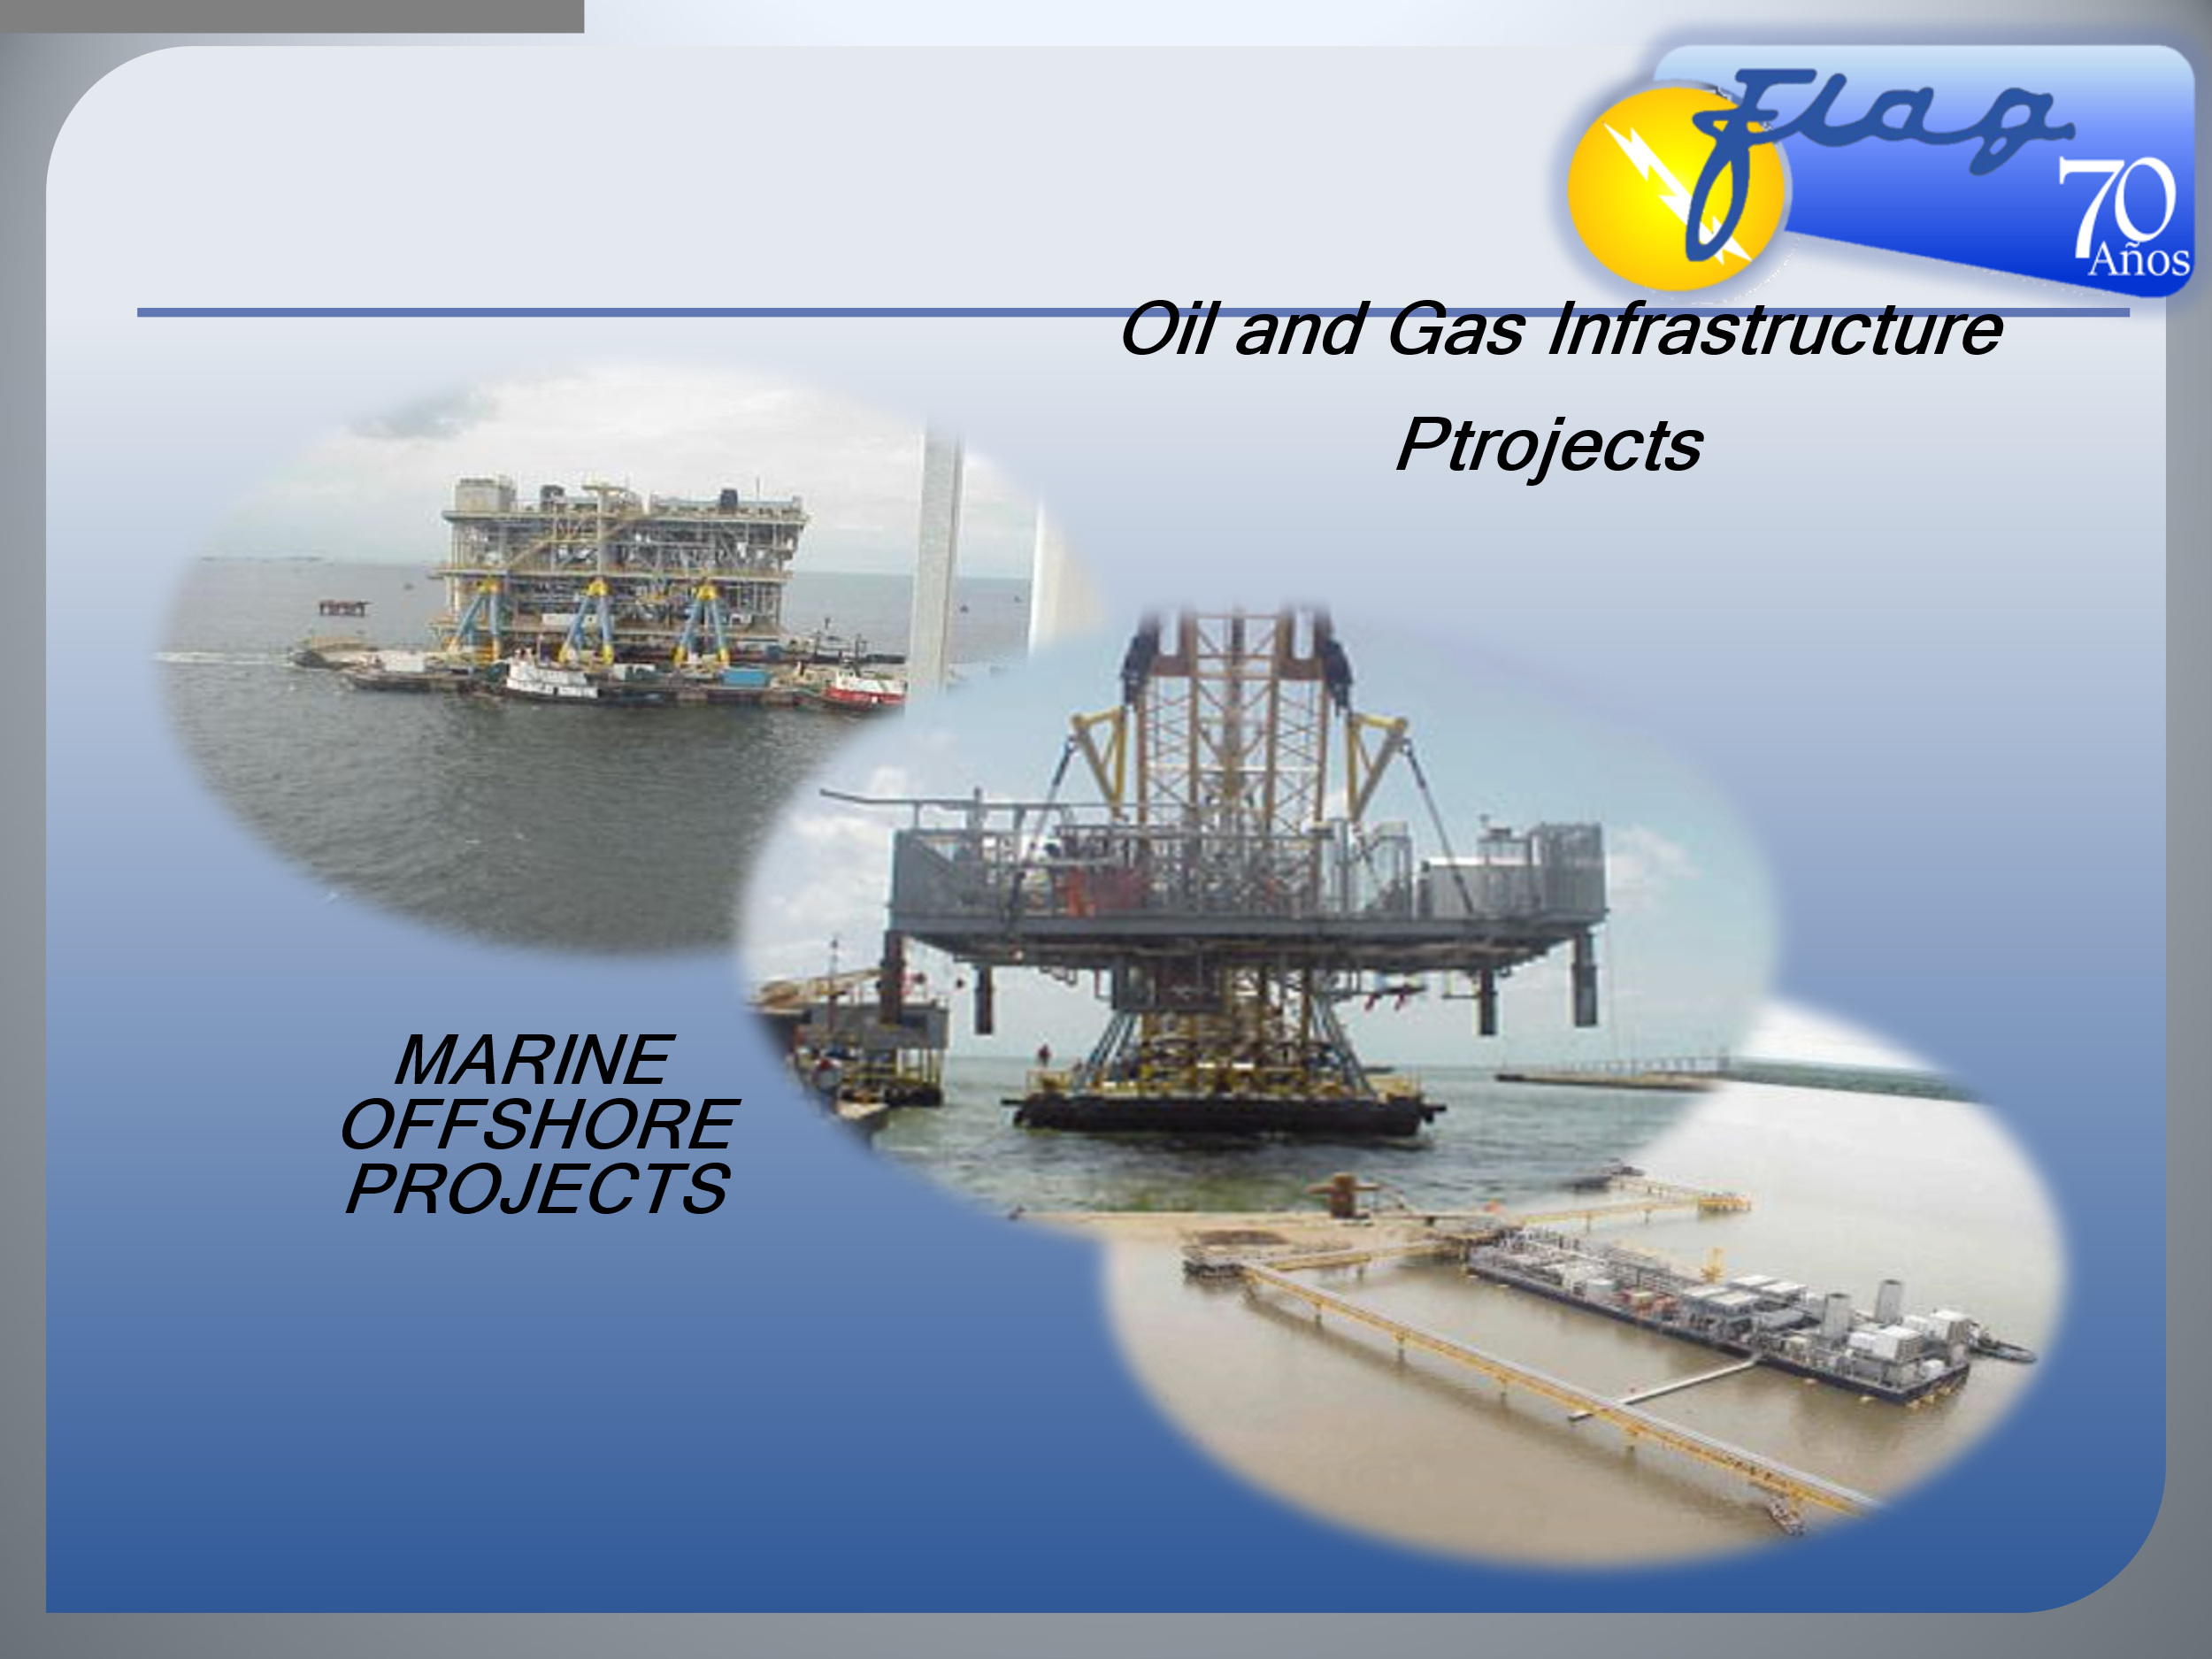 Flag
70
Años
Oil and Gas Infrastructure
Ptrojects
MARINE
OFFSHORE
PROJECTS